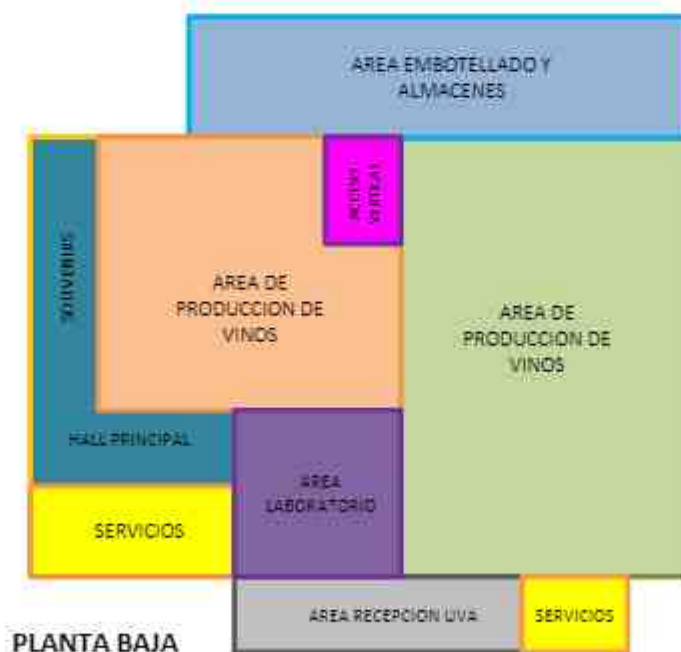 AREA EMBOTELLADO Y
ALMACENES
VERTICAL
AREA DE
PRODUCCION DE
VINOS
AREA DE
PRODUCCION DE
VINOS
HALL PRINCIPAL
AREA
LABORATORIO
SERVICIOS
AREA RECEPCION UVA
SERVICIOS
PLANTA BAJA